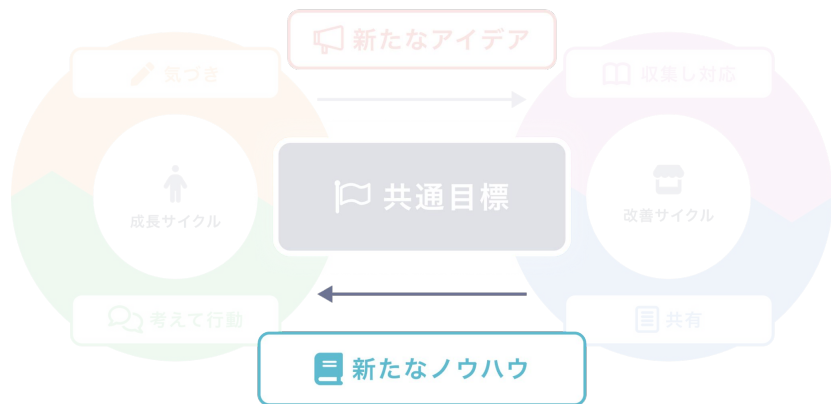 新たなアイデア
気づき
収集し対応
共通目標
成長サイクル
改善サイクル
考えて行動
共有
新たなノウハウ